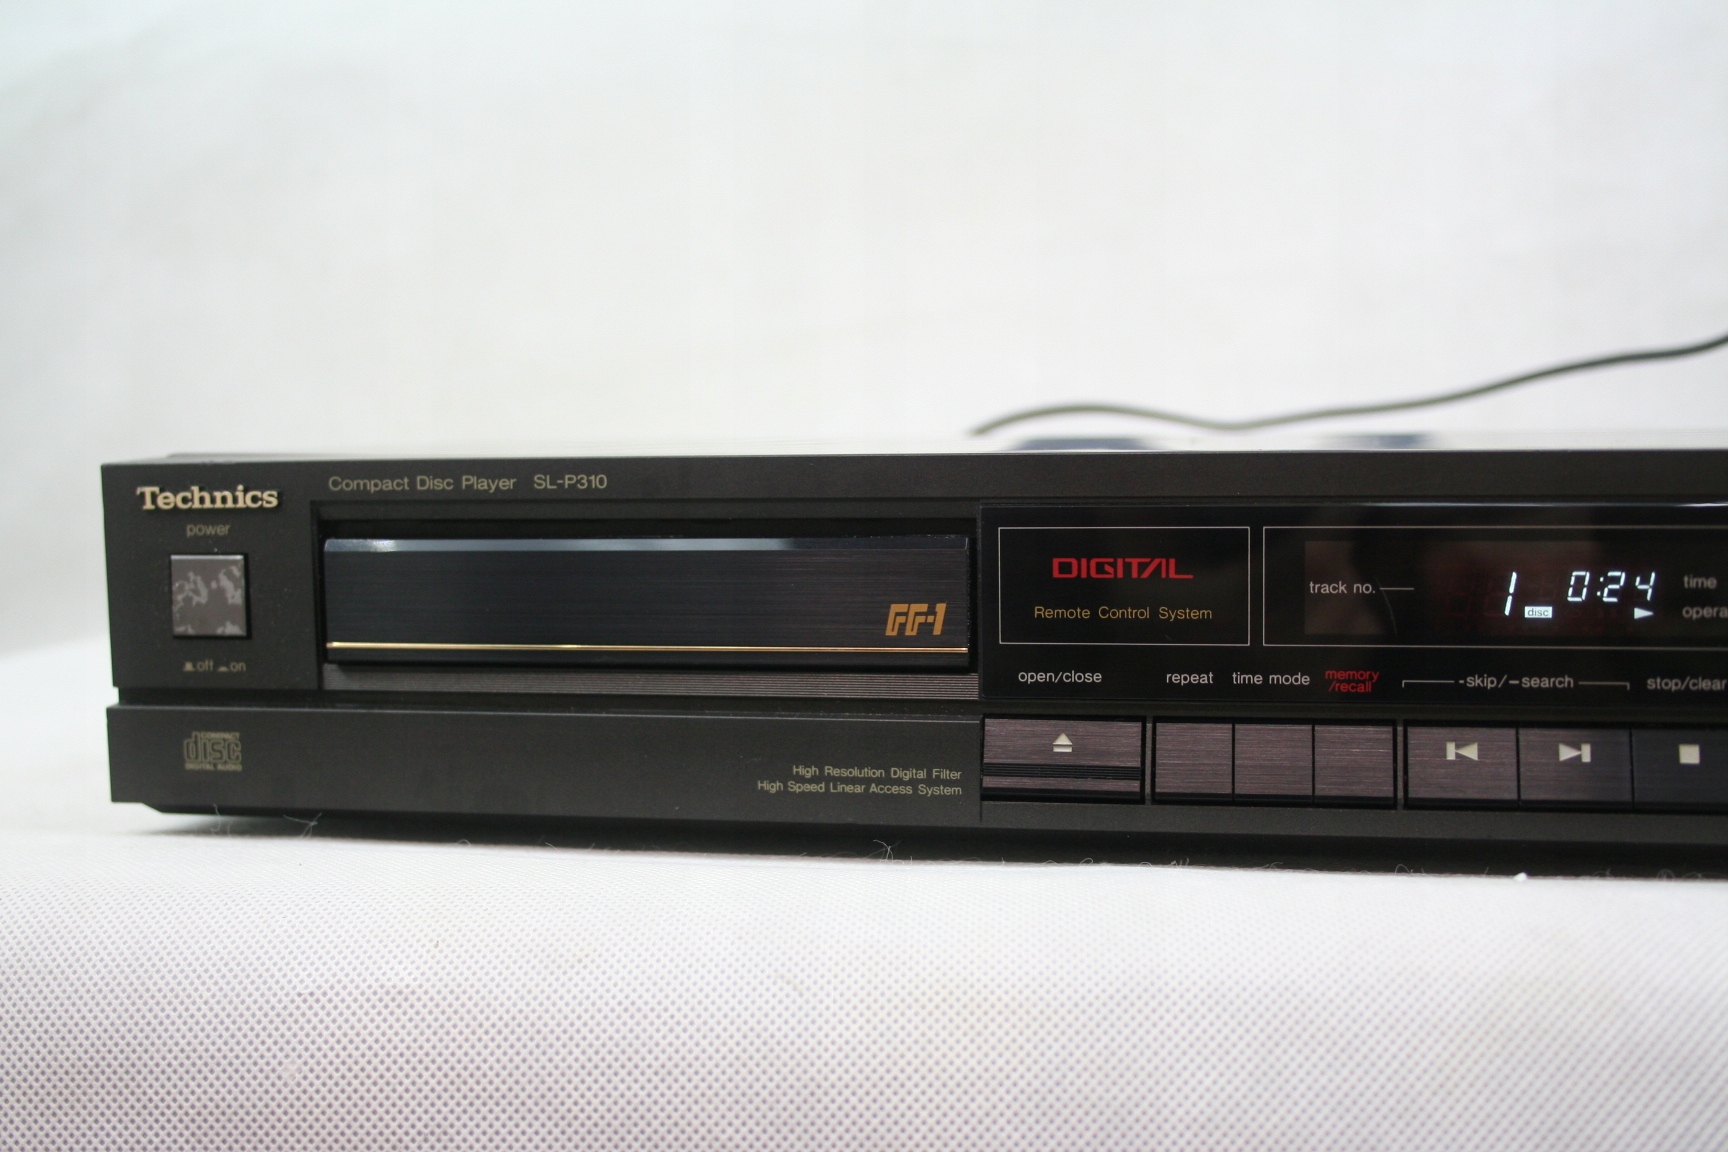 Technics
Compact Disc Player SL-P310
power
off on
FF-1
DIGITAL
Remote Control System
track no.
1 0:24
disc
time
opera
open/close
repeat
time mode
memory
/recall
-skip/-search
stop/clear
COMPACT
disc
DIGITAL AUDIO
High Resolution Digital Filter
High Speed Linear Access System